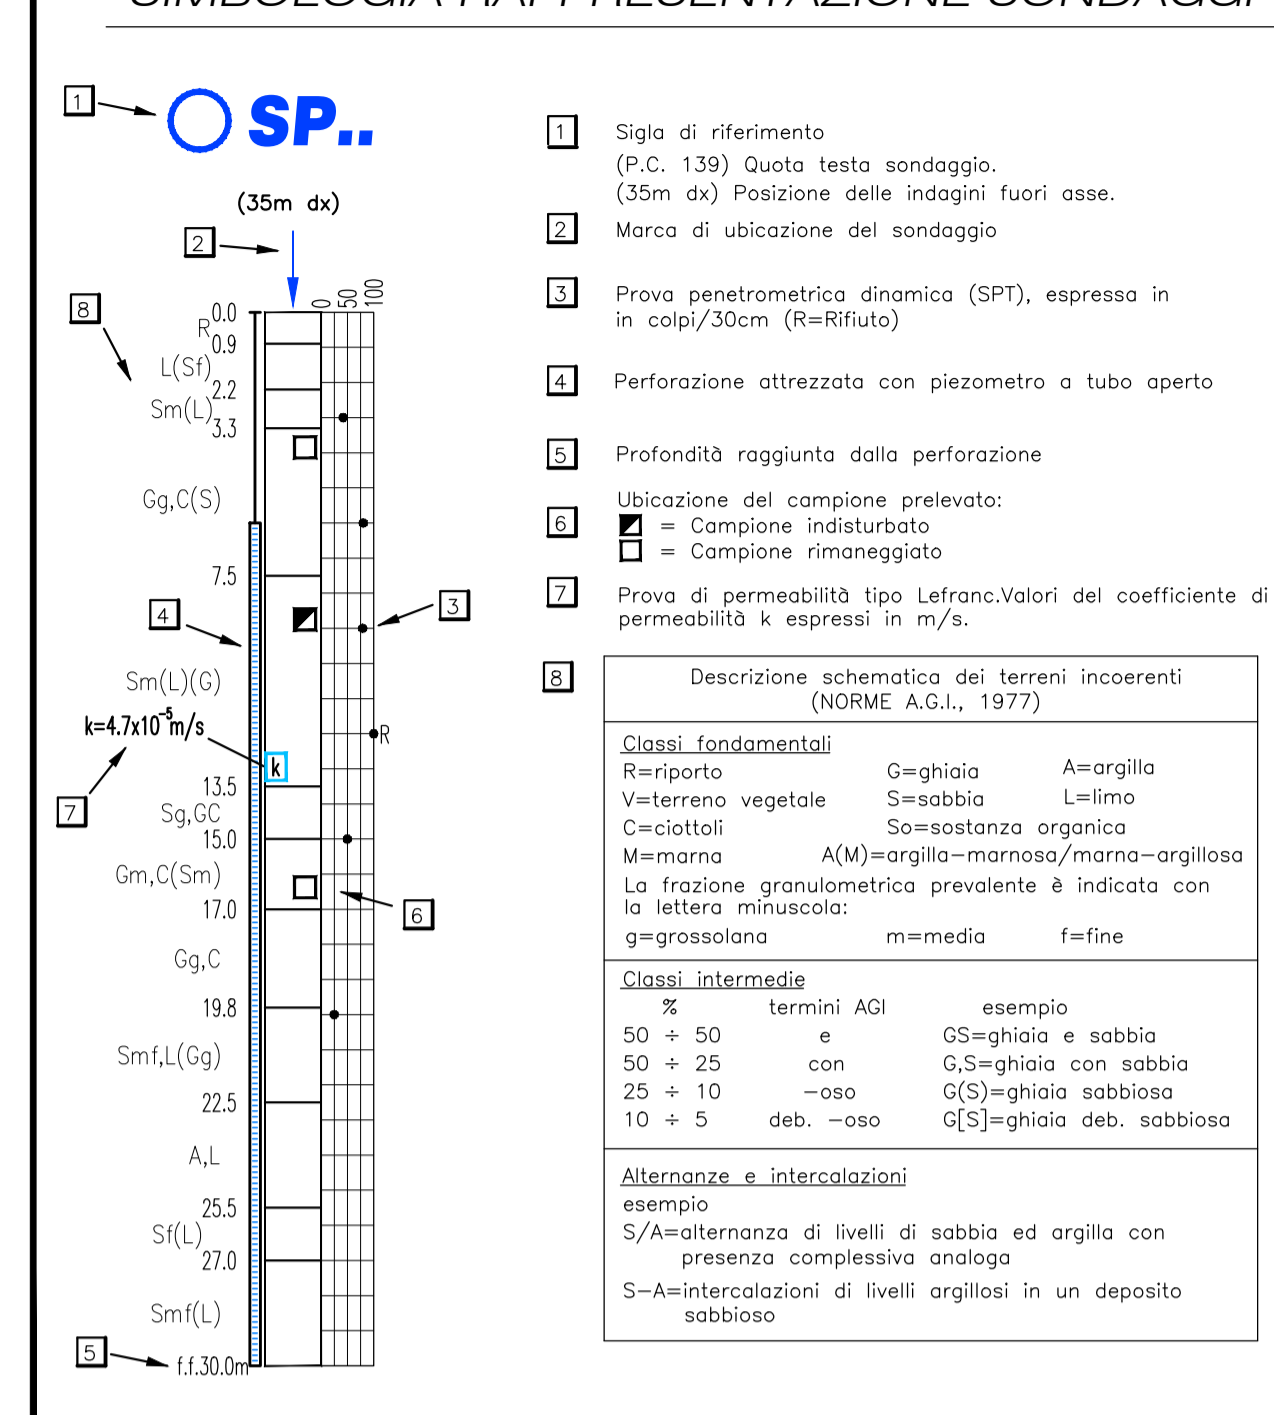 SIMBOLOGIA RAPPRESENTAZIONE SONDAGGI
1
SP..
(35m dx)
2
0 50 100
8
0.0
R
0.9
L(Sf)
2.2
Sm(L)
3.3
Gg,C(S)
7.5
4
3
Sm(L)(G)
k=4.7x10-5m/s
R
k
7
13.5
Sg,GC
15.0
Gm,C(Sm)
6
17.0
Gg,C
19.8
Smf,L(Gg)
22.5
A,L
25.5
Sf(L)
27.0
Smf(L)
5
f.f.30.0m
1 Sigla di riferimento
(P.C. 139) Quota testa sondaggio.
(35m dx) Posizione delle indagini fuori asse.
2 Marca di ubicazione del sondaggio
3 Prova penetrometrica dinamica (SPT), espressa in
in colpi/30cm (R=Rifiuto)
4 Perforazione attrezzata con piezometro a tubo aperto
5 Profondità raggiunta dalla perforazione
6 Ubicazione del campione prelevato:
= Campione indisturbato
= Campione rimaneggiato
7 Prova di permeabilità tipo Lefranc.Valori del coefficiente di
permeabilità k espressi in m/s.
8 Descrizione schematica dei terreni incoerenti
(NORME A.G.I., 1977)
Classi fondamentali
R=riporto G=ghiaia A=argilla
V=terreno vegetale S=sabbia L=limo
C=ciottoli So=sostanza organica
M=marna A(M)=argilla-marnosa/marna-argillosa
La frazione granulometrica prevalente è indicata con
la lettera minuscola:
g=grossolana m=media f=fine
Classi intermedie
% termini AGI esempio
50 ÷ 50 e GS=ghiaia e sabbia
50 ÷ 25 con G,S=ghiaia con sabbia
25 ÷ 10 -oso G(S)=ghiaia sabbiosa
10 ÷ 5 deb. -oso G[S]=ghiaia deb. sabbiosa
Alternanze e intercalazioni
esempio
S/A=alternanza di livelli di sabbia ed argilla con
presenza complessiva analoga
S-A=intercalazioni di livelli argillosi in un deposito
sabbioso